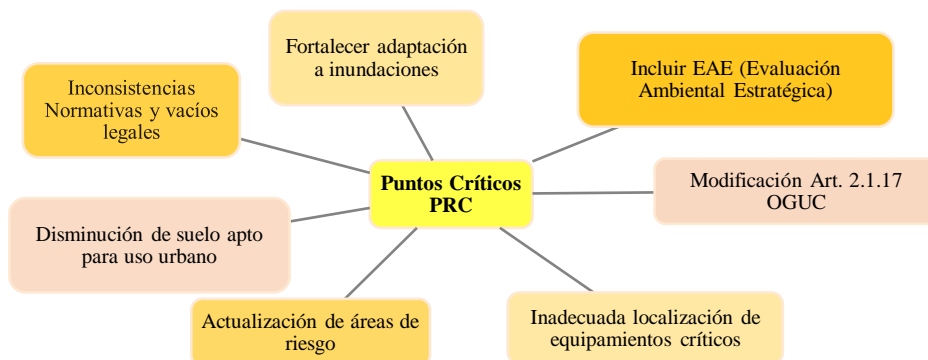 Fortalecer adaptación
a inundaciones
Incluir EAE (Evaluación
Ambiental Estratégica)
Inconsistencias
Normativas y vacíos
legales
Puntos Críticos
PRC
Modificación Art. 2.1.17
OGUC
Disminución de suelo apto
para uso urbano
Actualización de áreas de
riesgo
Inadecuada localización de
equipamientos críticos